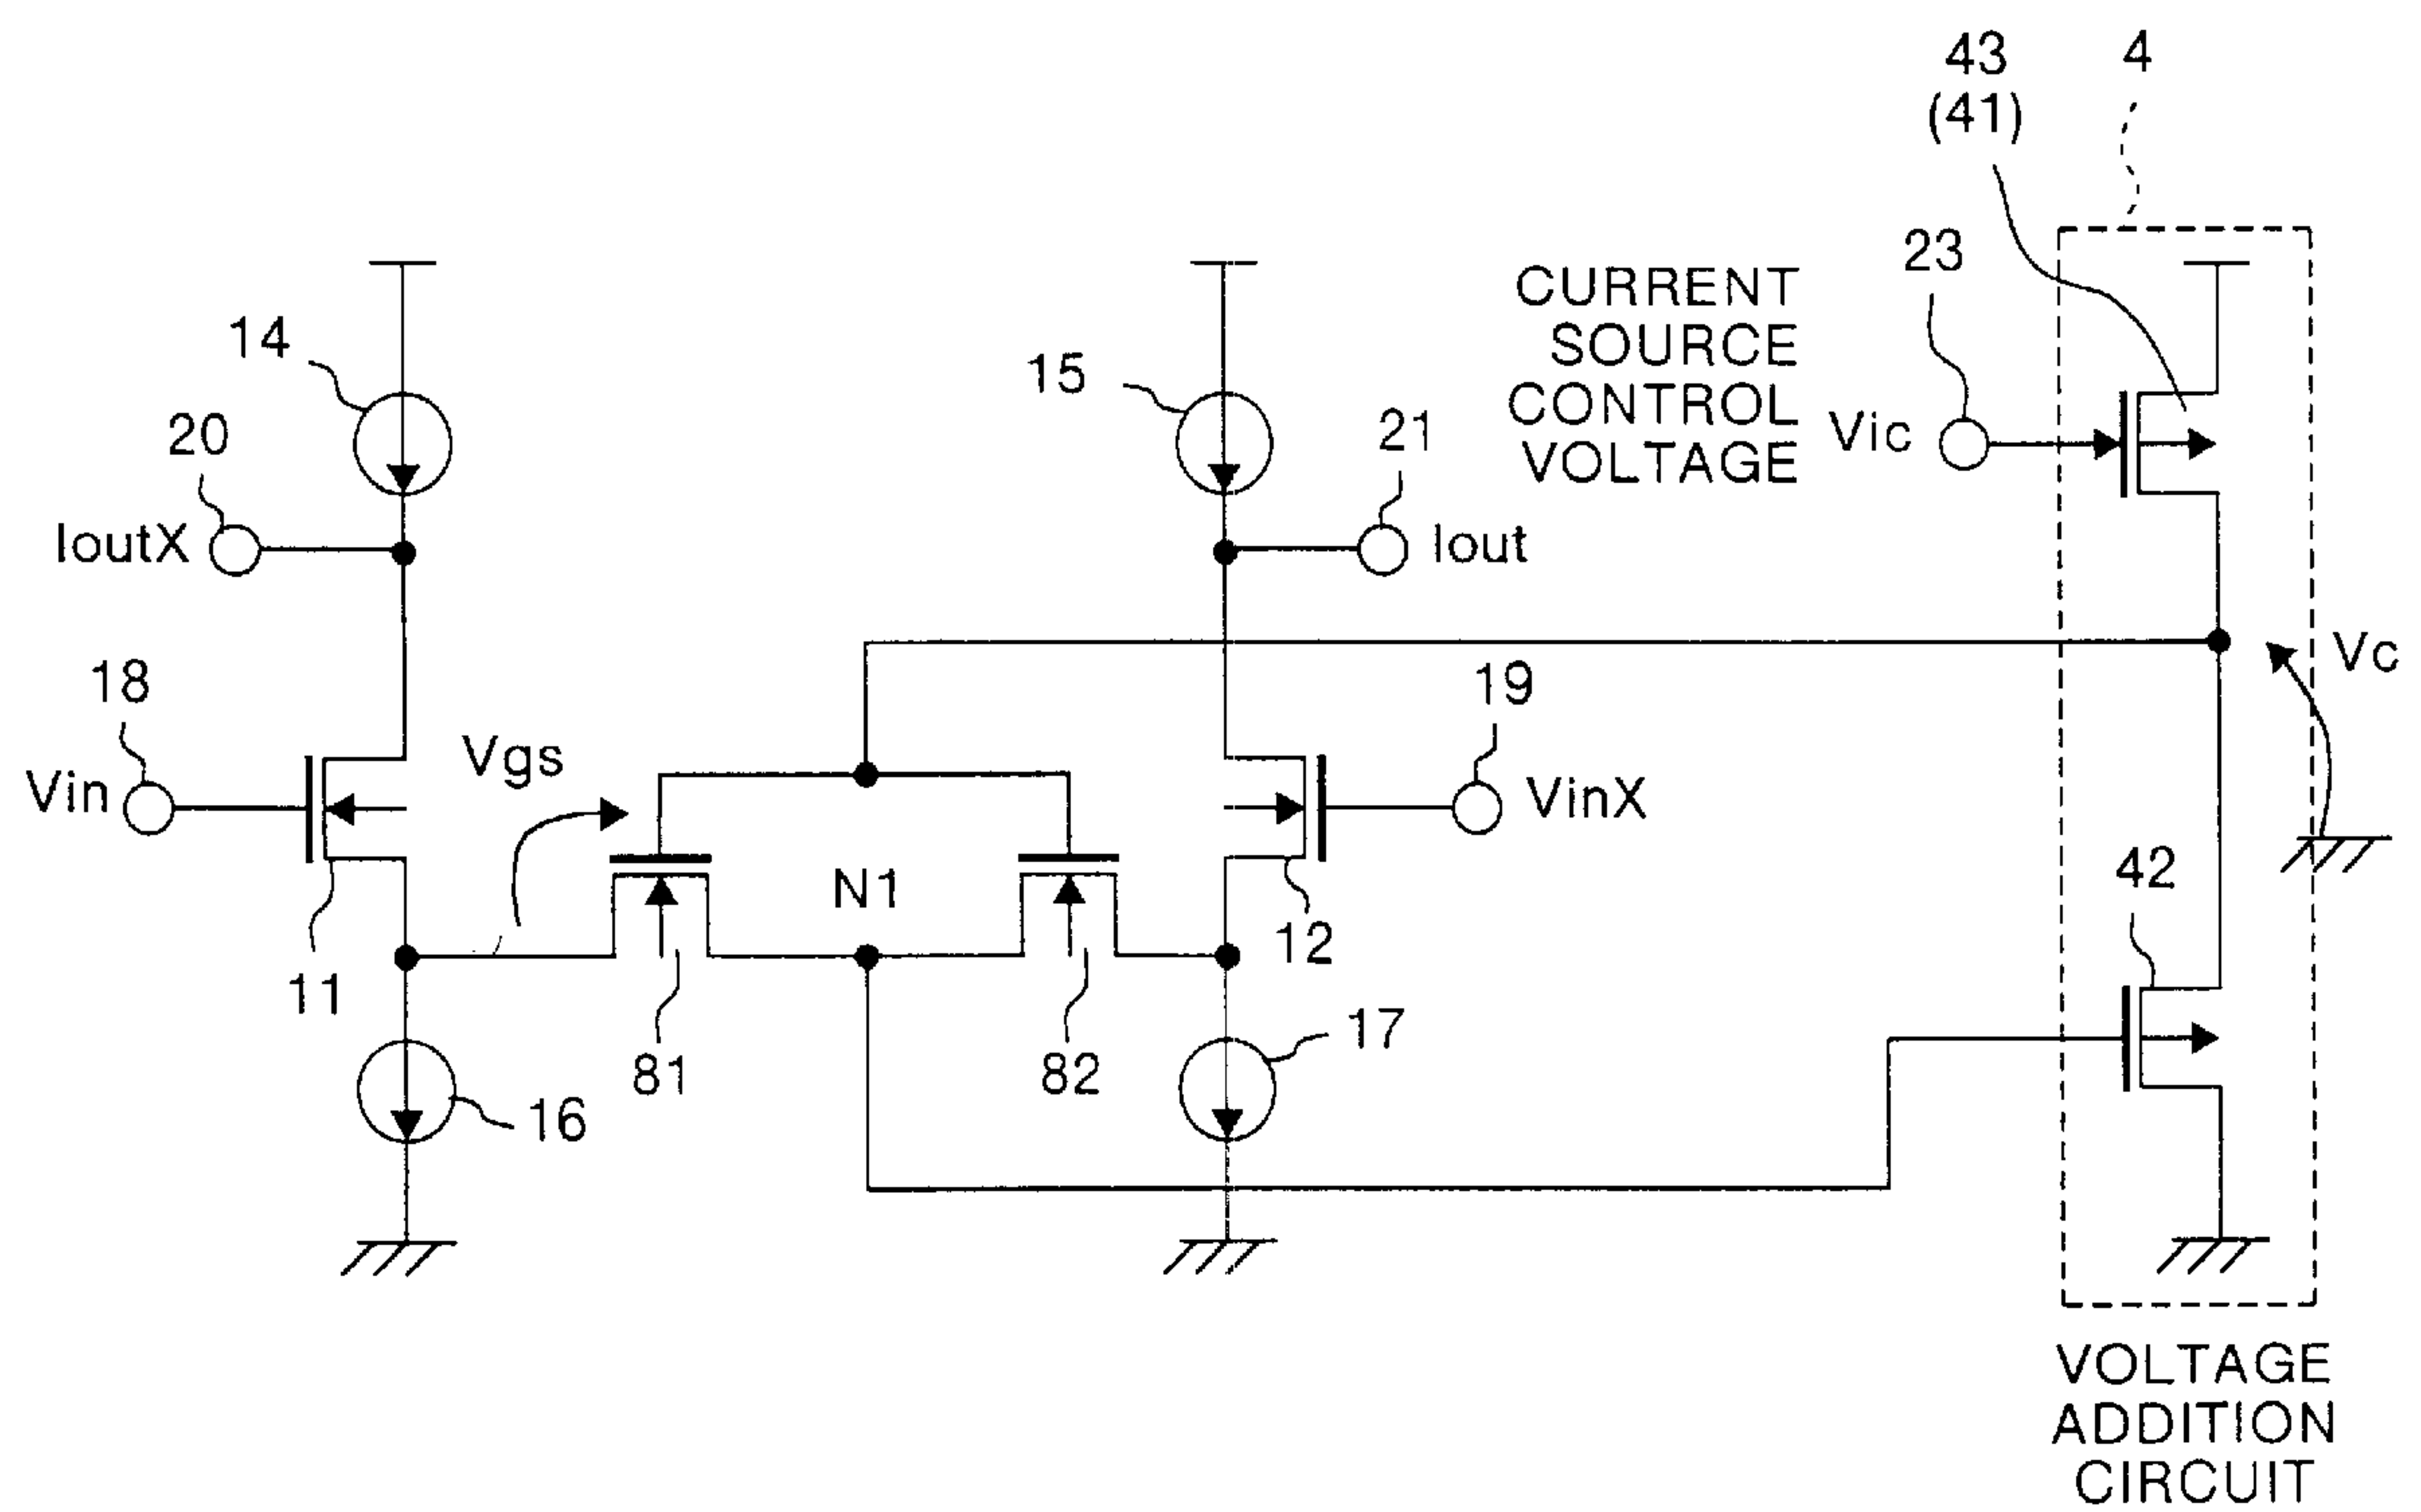 43
(41)
4
23
CURRENT
SOURCE
CONTROL
VOLTAGE
Vic
14
15
20
21
IoutX
Iout
18
19
Vc
Vin
Vgs
VinX
N1
42
11
12
81
82
17
16
VOLTAGE
ADDITION
CIRCUIT